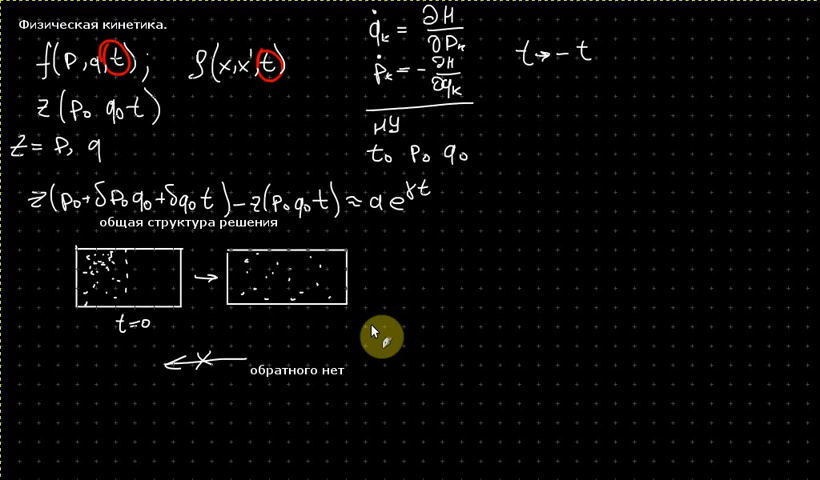 Физическая кинетика.
f(p,q,t); ρ(x,x',t)
z(p₀ q₀ t)
z = p, q
z(p₀+δp₀ q₀+δq₀ t) − z(p₀ q₀ t) ≈ a e^γt
общая структура решения
t=0
обратного нет
q̇ₖ = ∂H/∂pₖ
ṗₖ = −∂H/∂qₖ
НУ
t₀ p₀ q₀
t → − t